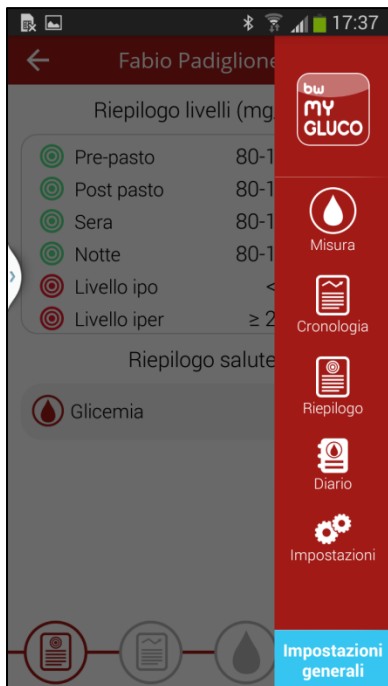 17:37
Fabio Padiglione
Riepilogo livelli (mg
Pre-pasto 80-1
Post pasto 80-1
Sera 80-1
Notte 80-1
Livello ipo <
Livello iper ≥ 2
Riepilogo salute
Glicemia
bw
MY
GLUCO
Misura
Cronologia
Riepilogo
Diario
Impostazioni
Impostazioni
generali